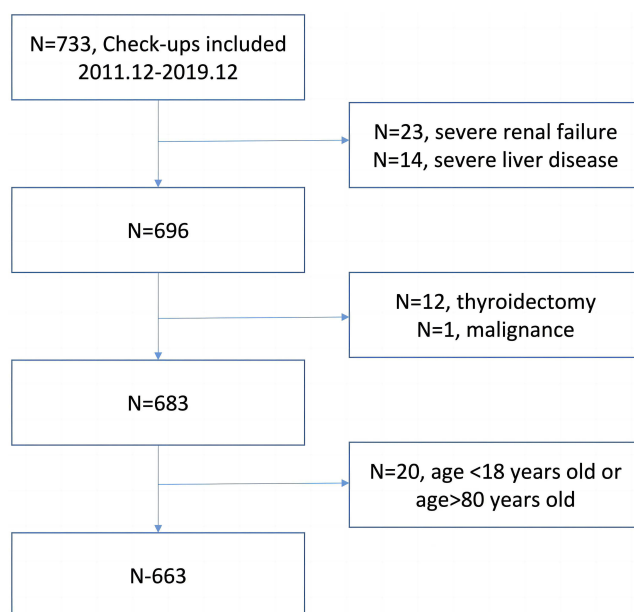 N=733, Check-ups included
2011.12-2019.12
N=23, severe renal failure
N=14, severe liver disease
N=696
N=12, thyroidectomy
N=1, malignance
N=683
N=20, age <18 years old or
age>80 years old
N-663